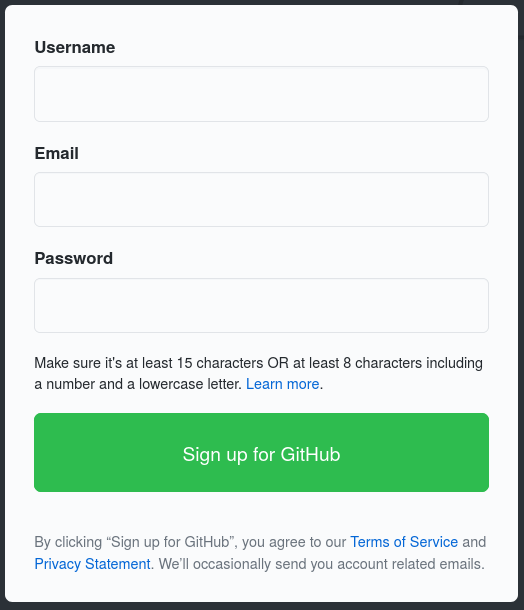 Username
Email
Password
Make sure it's at least 15 characters OR at least 8 characters including
a number and a lowercase letter. Learn more.
Sign up for GitHub
By clicking “Sign up for GitHub”, you agree to our Terms of Service and
Privacy Statement. We’ll occasionally send you account related emails.